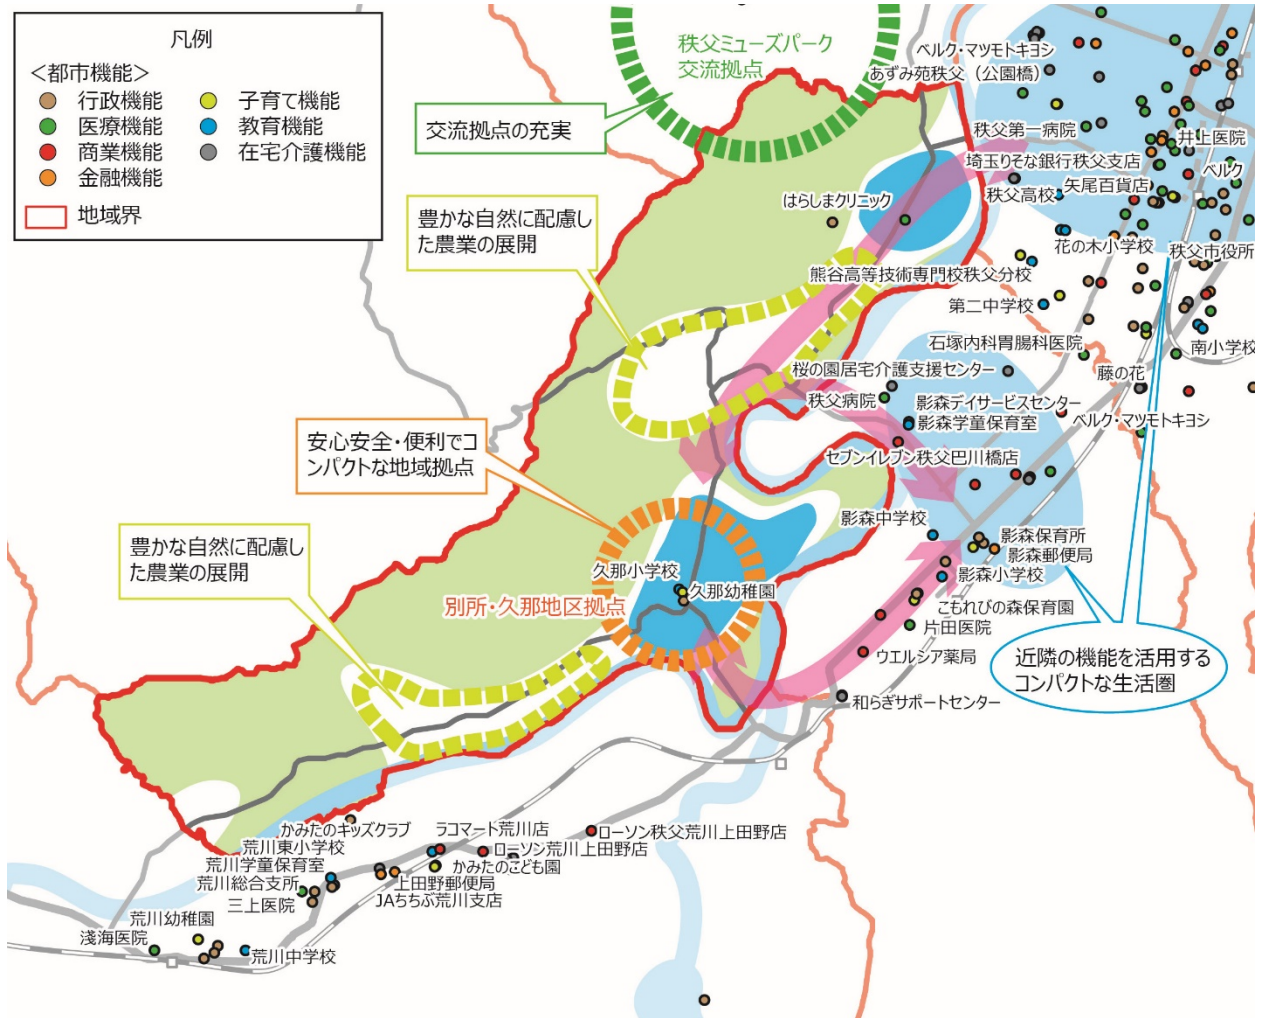 凡例
＜都市機能＞
行政機能
医療機能
商業機能
金融機能
子育て機能
教育機能
在宅介護機能
地域界
秩父ミューズパーク
交流拠点
交流拠点の充実
豊かな自然に配慮し
た農業の展開
安心安全・便利でコ
ンパクトな地域拠点
豊かな自然に配慮し
た農業の展開
別所・久那地区拠点
近隣の機能を活用する
コンパクトな生活圏
ベルク・マツモトキヨシ
あずみ苑秩父（公園橋）
秩父第一病院
井上医院
埼玉りそな銀行秩父支店
ベルク
矢尾百貨店
秩父高校
はらしまクリニック
花の木小学校
秩父市役所
熊谷高等技術専門校秩父分校
第二中学校
石塚内科胃腸科医院
南小学校
桜の園居宅介護支援センター
藤の花
秩父病院
影森デイサービスセンター
影森学童保育室
ベルク・マツモトキヨシ
セブンイレブン秩父巴川橋店
影森中学校
影森保育所
影森郵便局
久那小学校
影森小学校
久那幼稚園
こもれびの森保育園
片田医院
ウエルシア薬局
和らぎサポートセンター
かみたのキッズクラブ
ラコマート荒川店
ローソン秩父荒川上田野店
荒川東小学校
ローソン荒川上田野店
荒川学童保育室
かみたのこども園
荒川総合支所
上田野郵便局
三上医院
JAちちぶ荒川支店
荒川幼稚園
淺海医院
荒川中学校